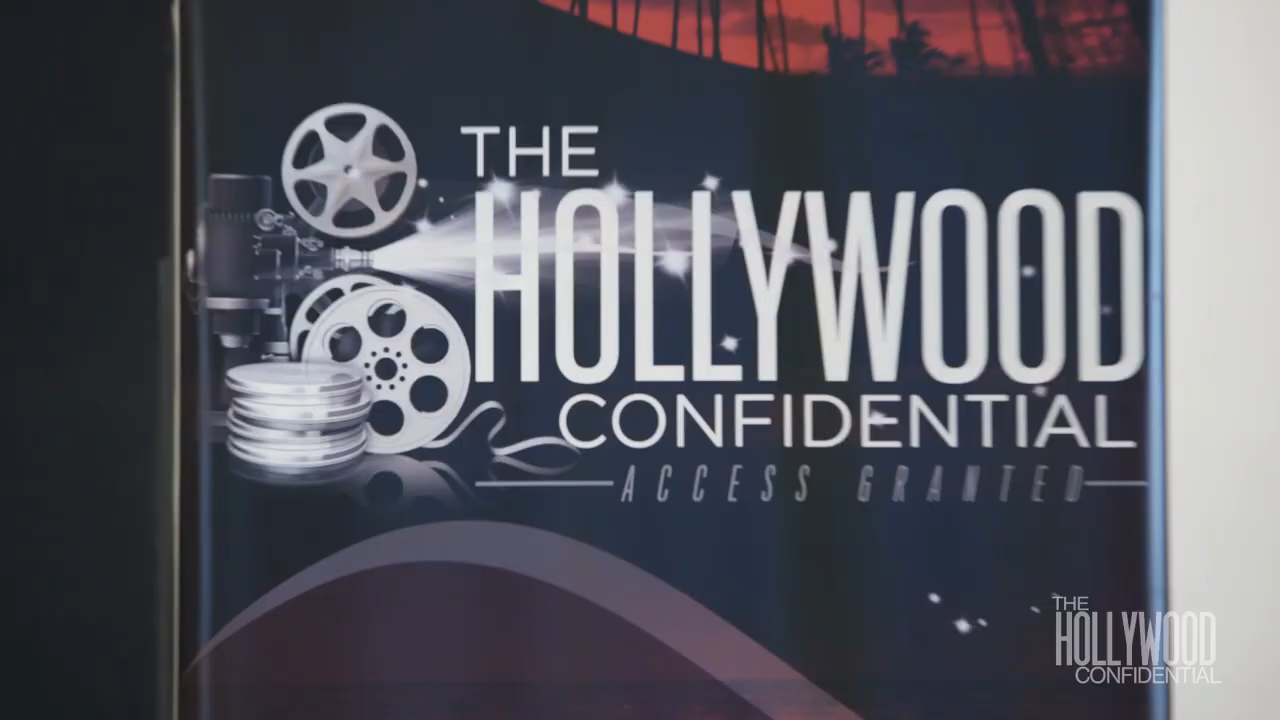 THE
HOLLYWOOD
CONFIDENTIAL
ACCESS GRANTED
THE
HOLLYWOOD
CONFIDENTIAL